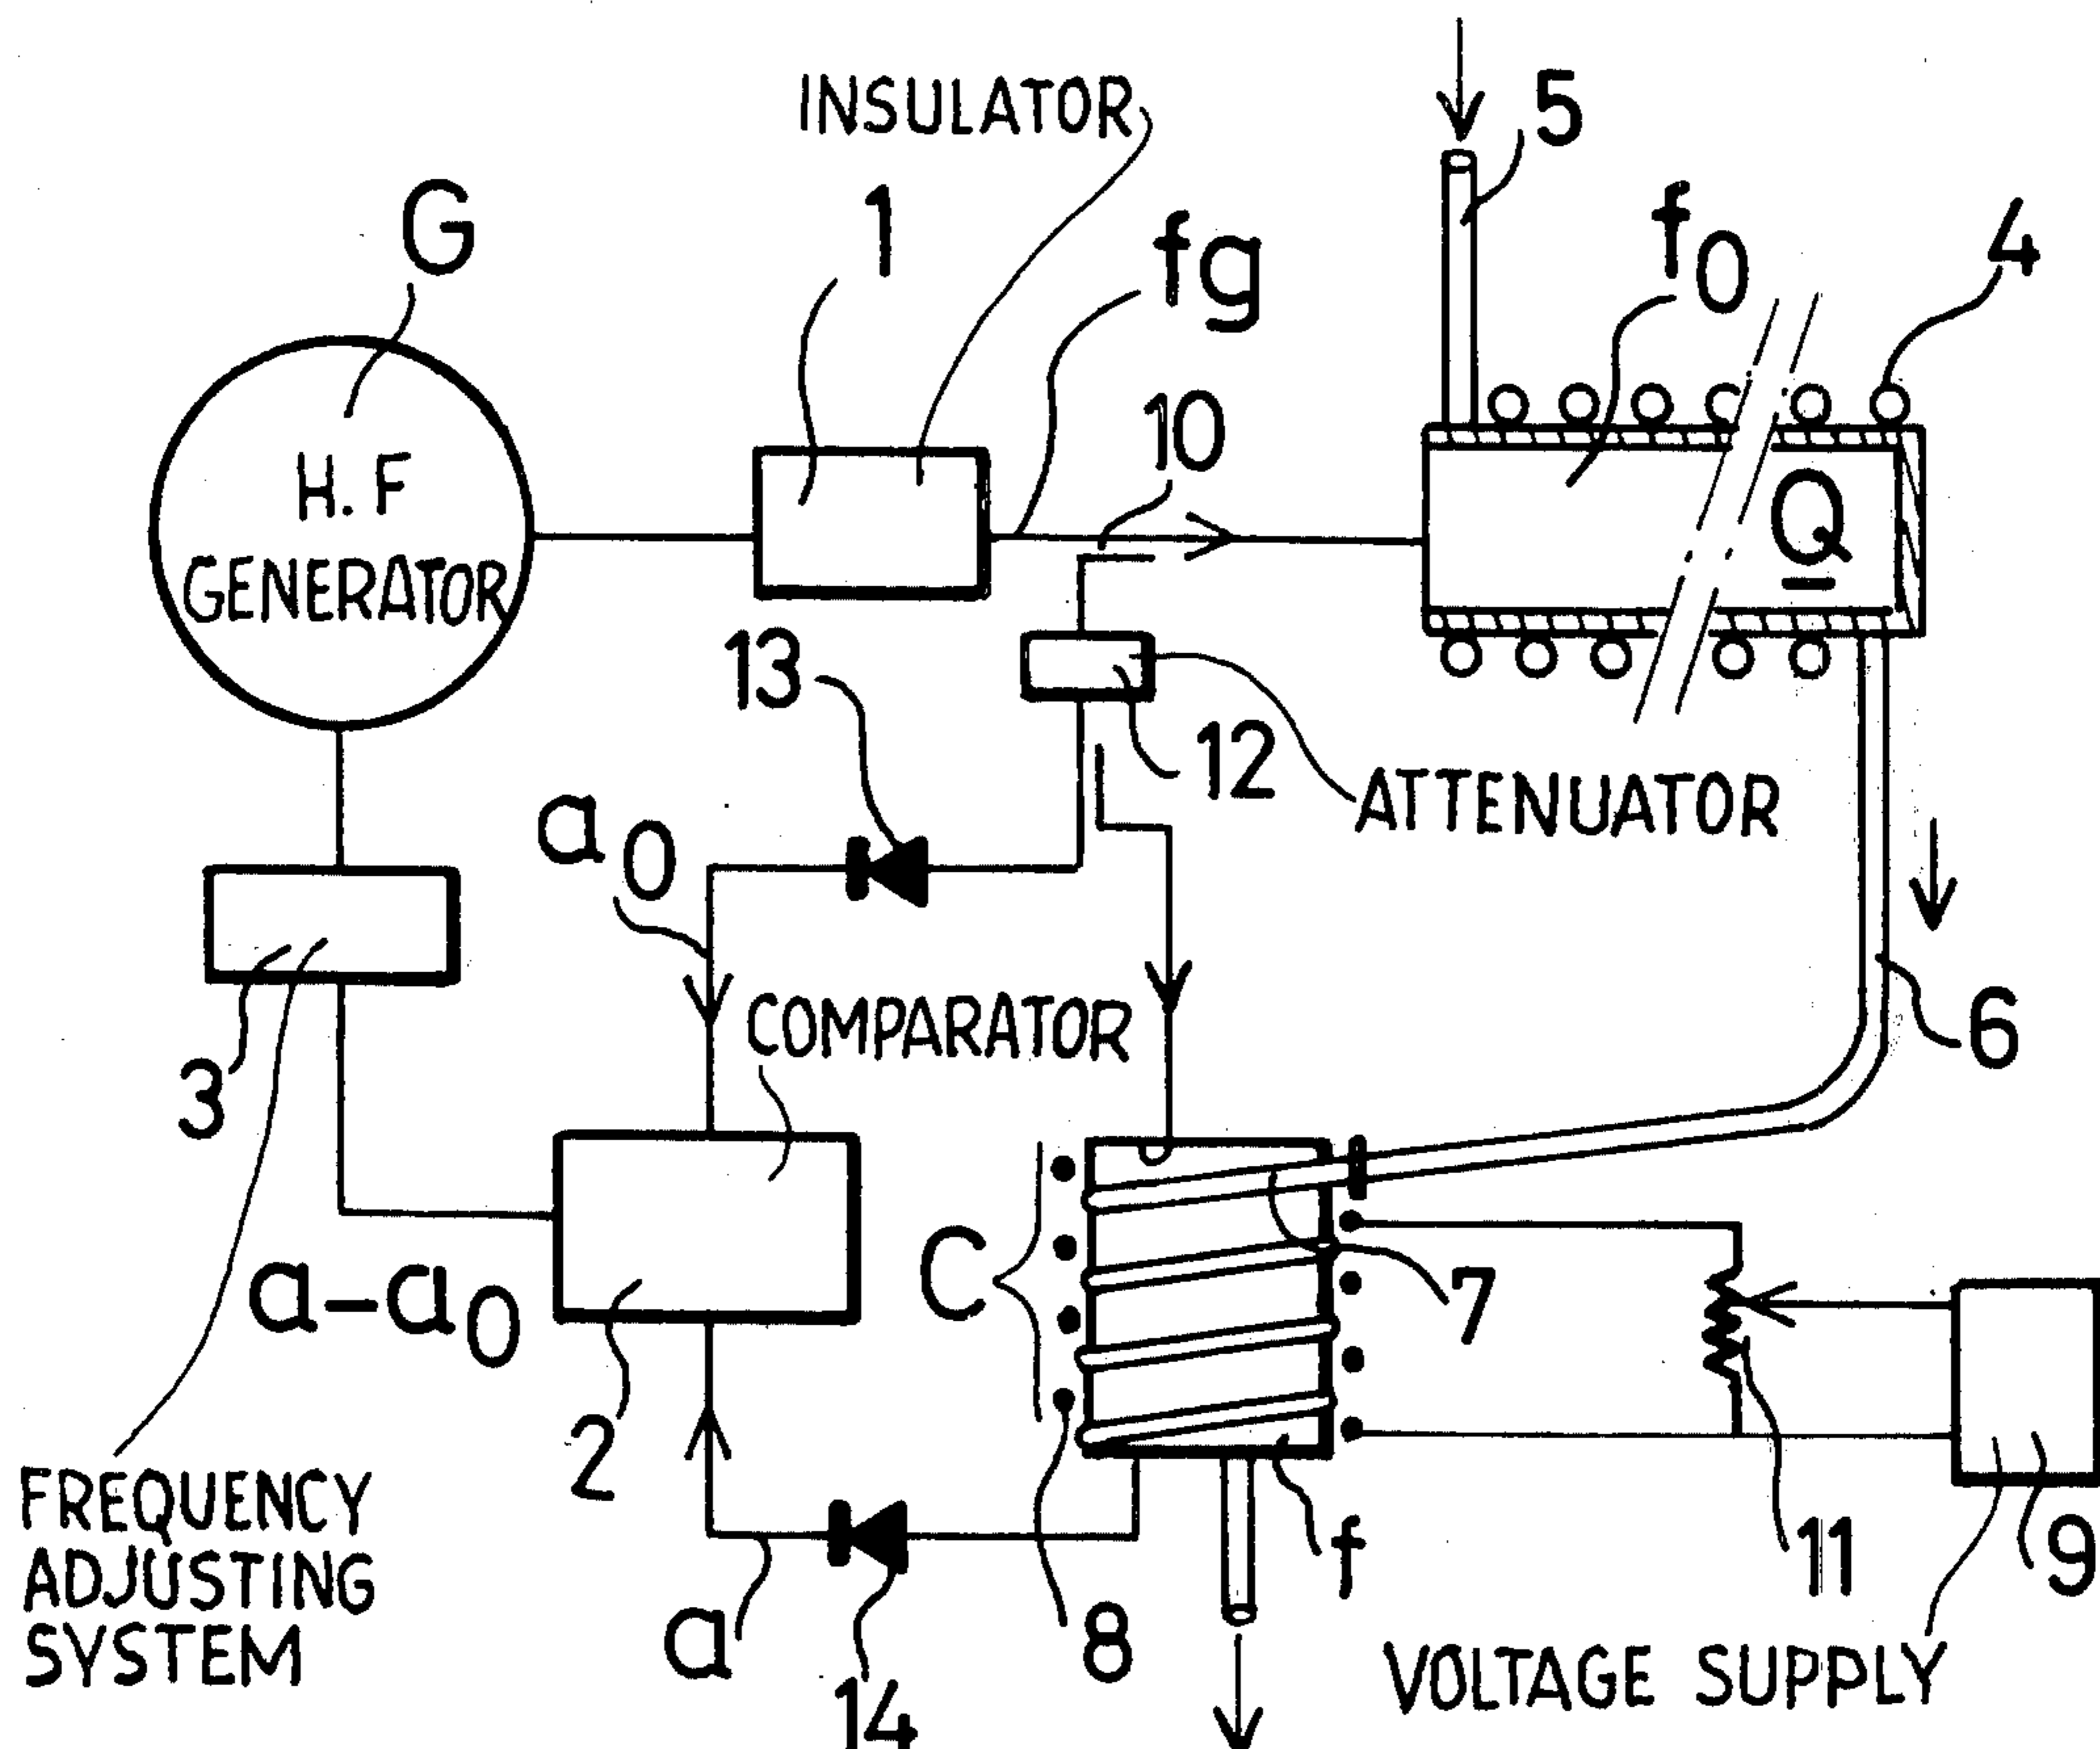 INSULATOR
5
G
1
fg
f0
4
10
H.F
GENERATOR
Q
13
12
ATTENUATOR
a0
COMPARATOR
6
3
C
7
a-a0
2
FREQUENCY
ADJUSTING
SYSTEM
f
11
9
a
8
14
VOLTAGE SUPPLY